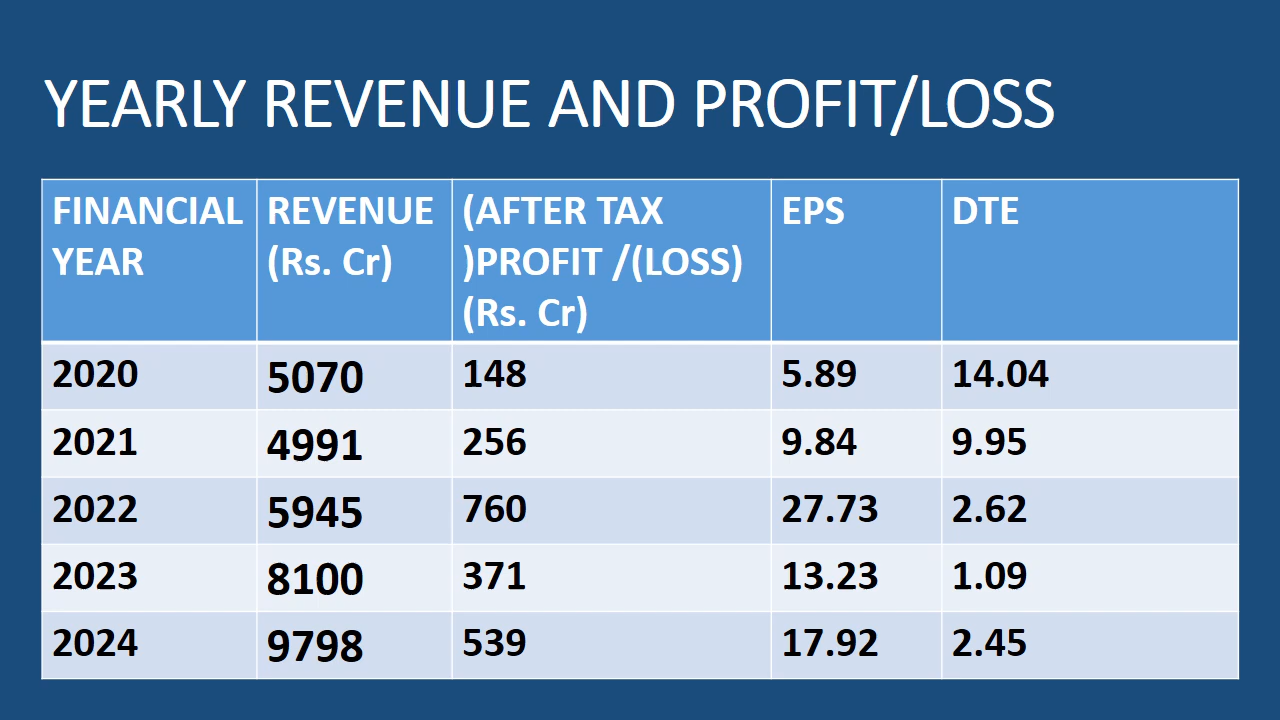 YEARLY REVENUE AND PROFIT/LOSS
FINANCIAL YEAR REVENUE (Rs. Cr) (AFTER TAX )PROFIT /(LOSS) (Rs. Cr) EPS DTE
2020 5070 148 5.89 14.04
2021 4991 256 9.84 9.95
2022 5945 760 27.73 2.62
2023 8100 371 13.23 1.09
2024 9798 539 17.92 2.45